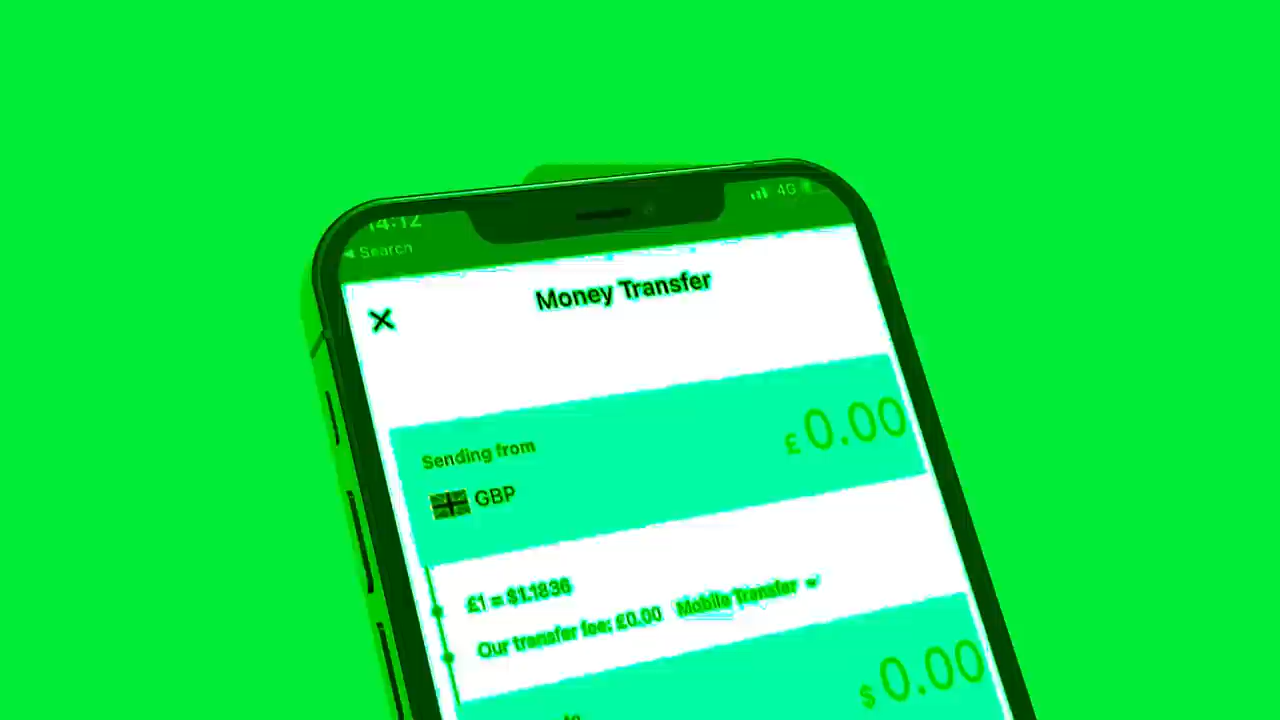 14:12
4G
Search
Money Transfer
Sending from
£0.00
GBP
£1 = $1.1836
Our transfer fee: £0.00 Mobile Transfer
$0.00